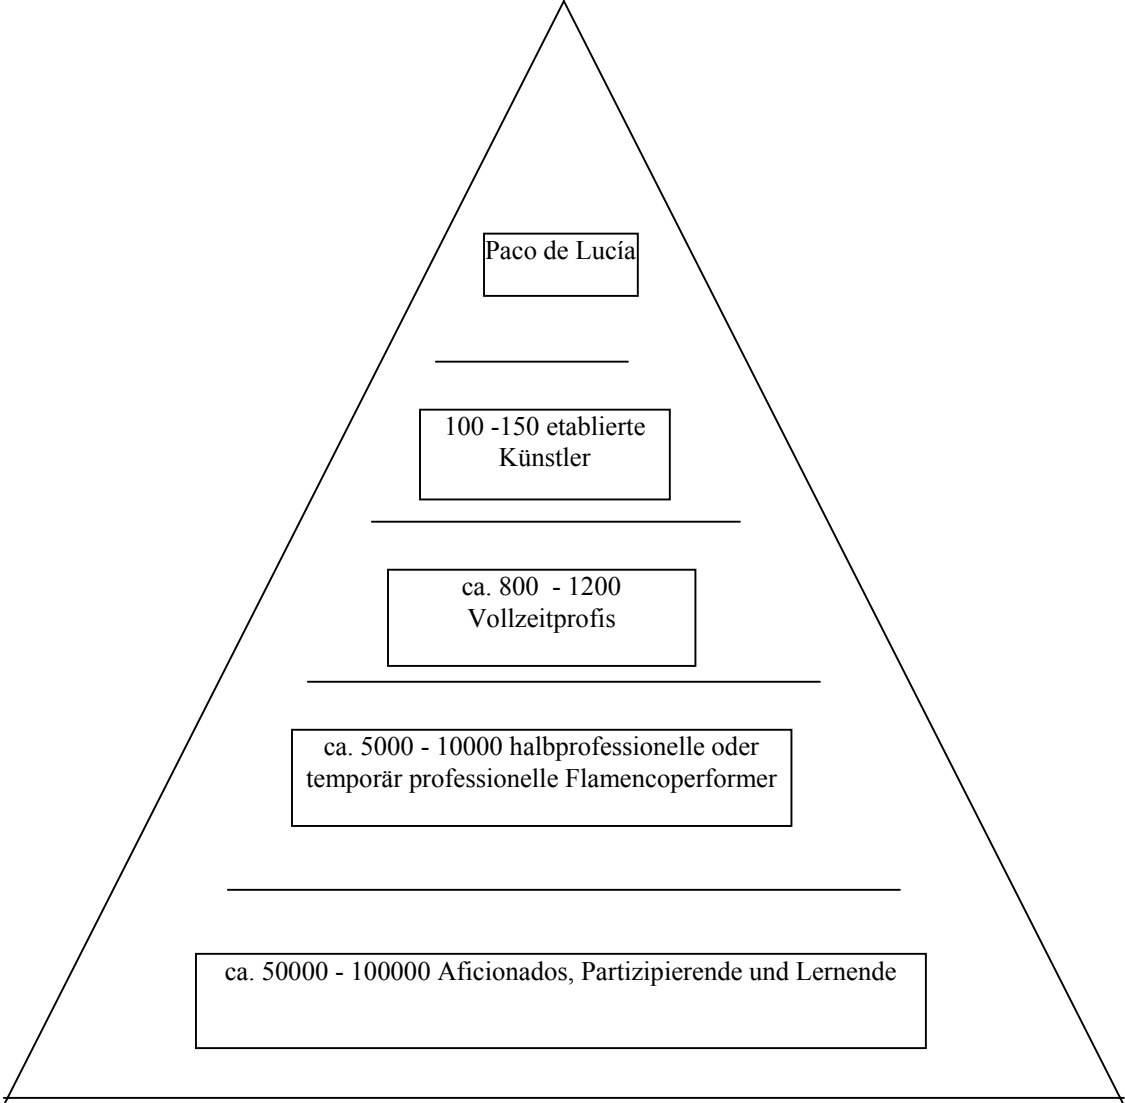 Paco de Lucía
100 -150 etablierte
Künstler
ca. 800  - 1200
Vollzeitprofis
ca. 5000 - 10000 halbprofessionelle oder
temporär professionelle Flamencoperformer
ca. 50000 - 100000 Aficionados, Partizipierende und Lernende